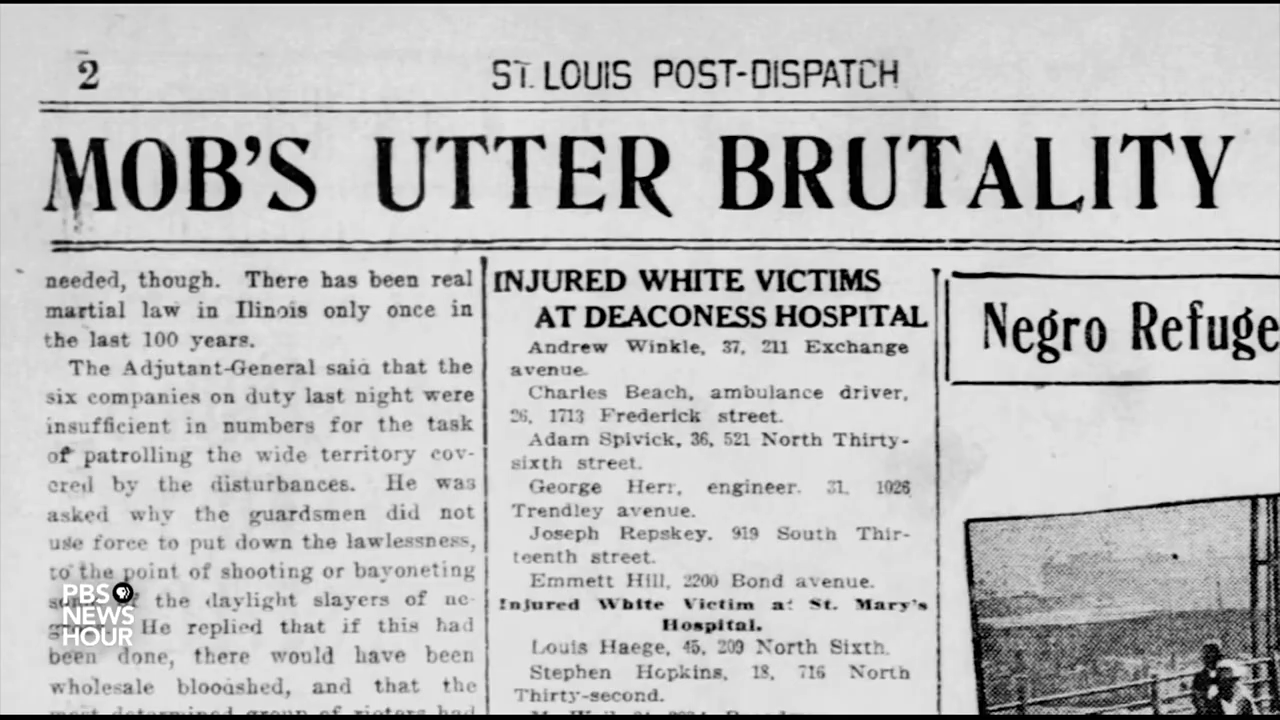 2
ST. LOUIS POST-DISPATCH
MOB'S UTTER BRUTALITY
needed, though. There has been real
martial law in Illinois only once in
the last 100 years.
The Adjutant-General said that the
six companies on duty last night were
insufficient in numbers for the task
of patrolling the wide territory cov-
ered by the disturbances. He was
asked why the guardsmen did not
use force to put down the lawlessness,
to the point of shooting or bayoneting
the daylight slayers of ne-
He replied that if this had
been done, there would have been
wholesale bloodshed, and that the
most determined group of rioters had
INJURED WHITE VICTIMS
AT DEACONESS HOSPITAL
Andrew Winkle, 37, 211 Exchange
avenue.
Charles Beach, ambulance driver,
26, 1713 Frederick street.
Adam Spivick, 36, 521 North Thirty-
sixth street.
George Herr, engineer. 31, 1026
Trendley avenue.
Joseph Repskey, 919 South Thir-
teenth street.
Emmett Hill, 2200 Bond avenue.
Injured White Victim at St. Mary's
Hospital.
Louis Haege, 45, 209 North Sixth.
Stephen Hopkins, 18, 716 North
Thirty-second.
Negro Refuge
PBS
NEWS
HOUR